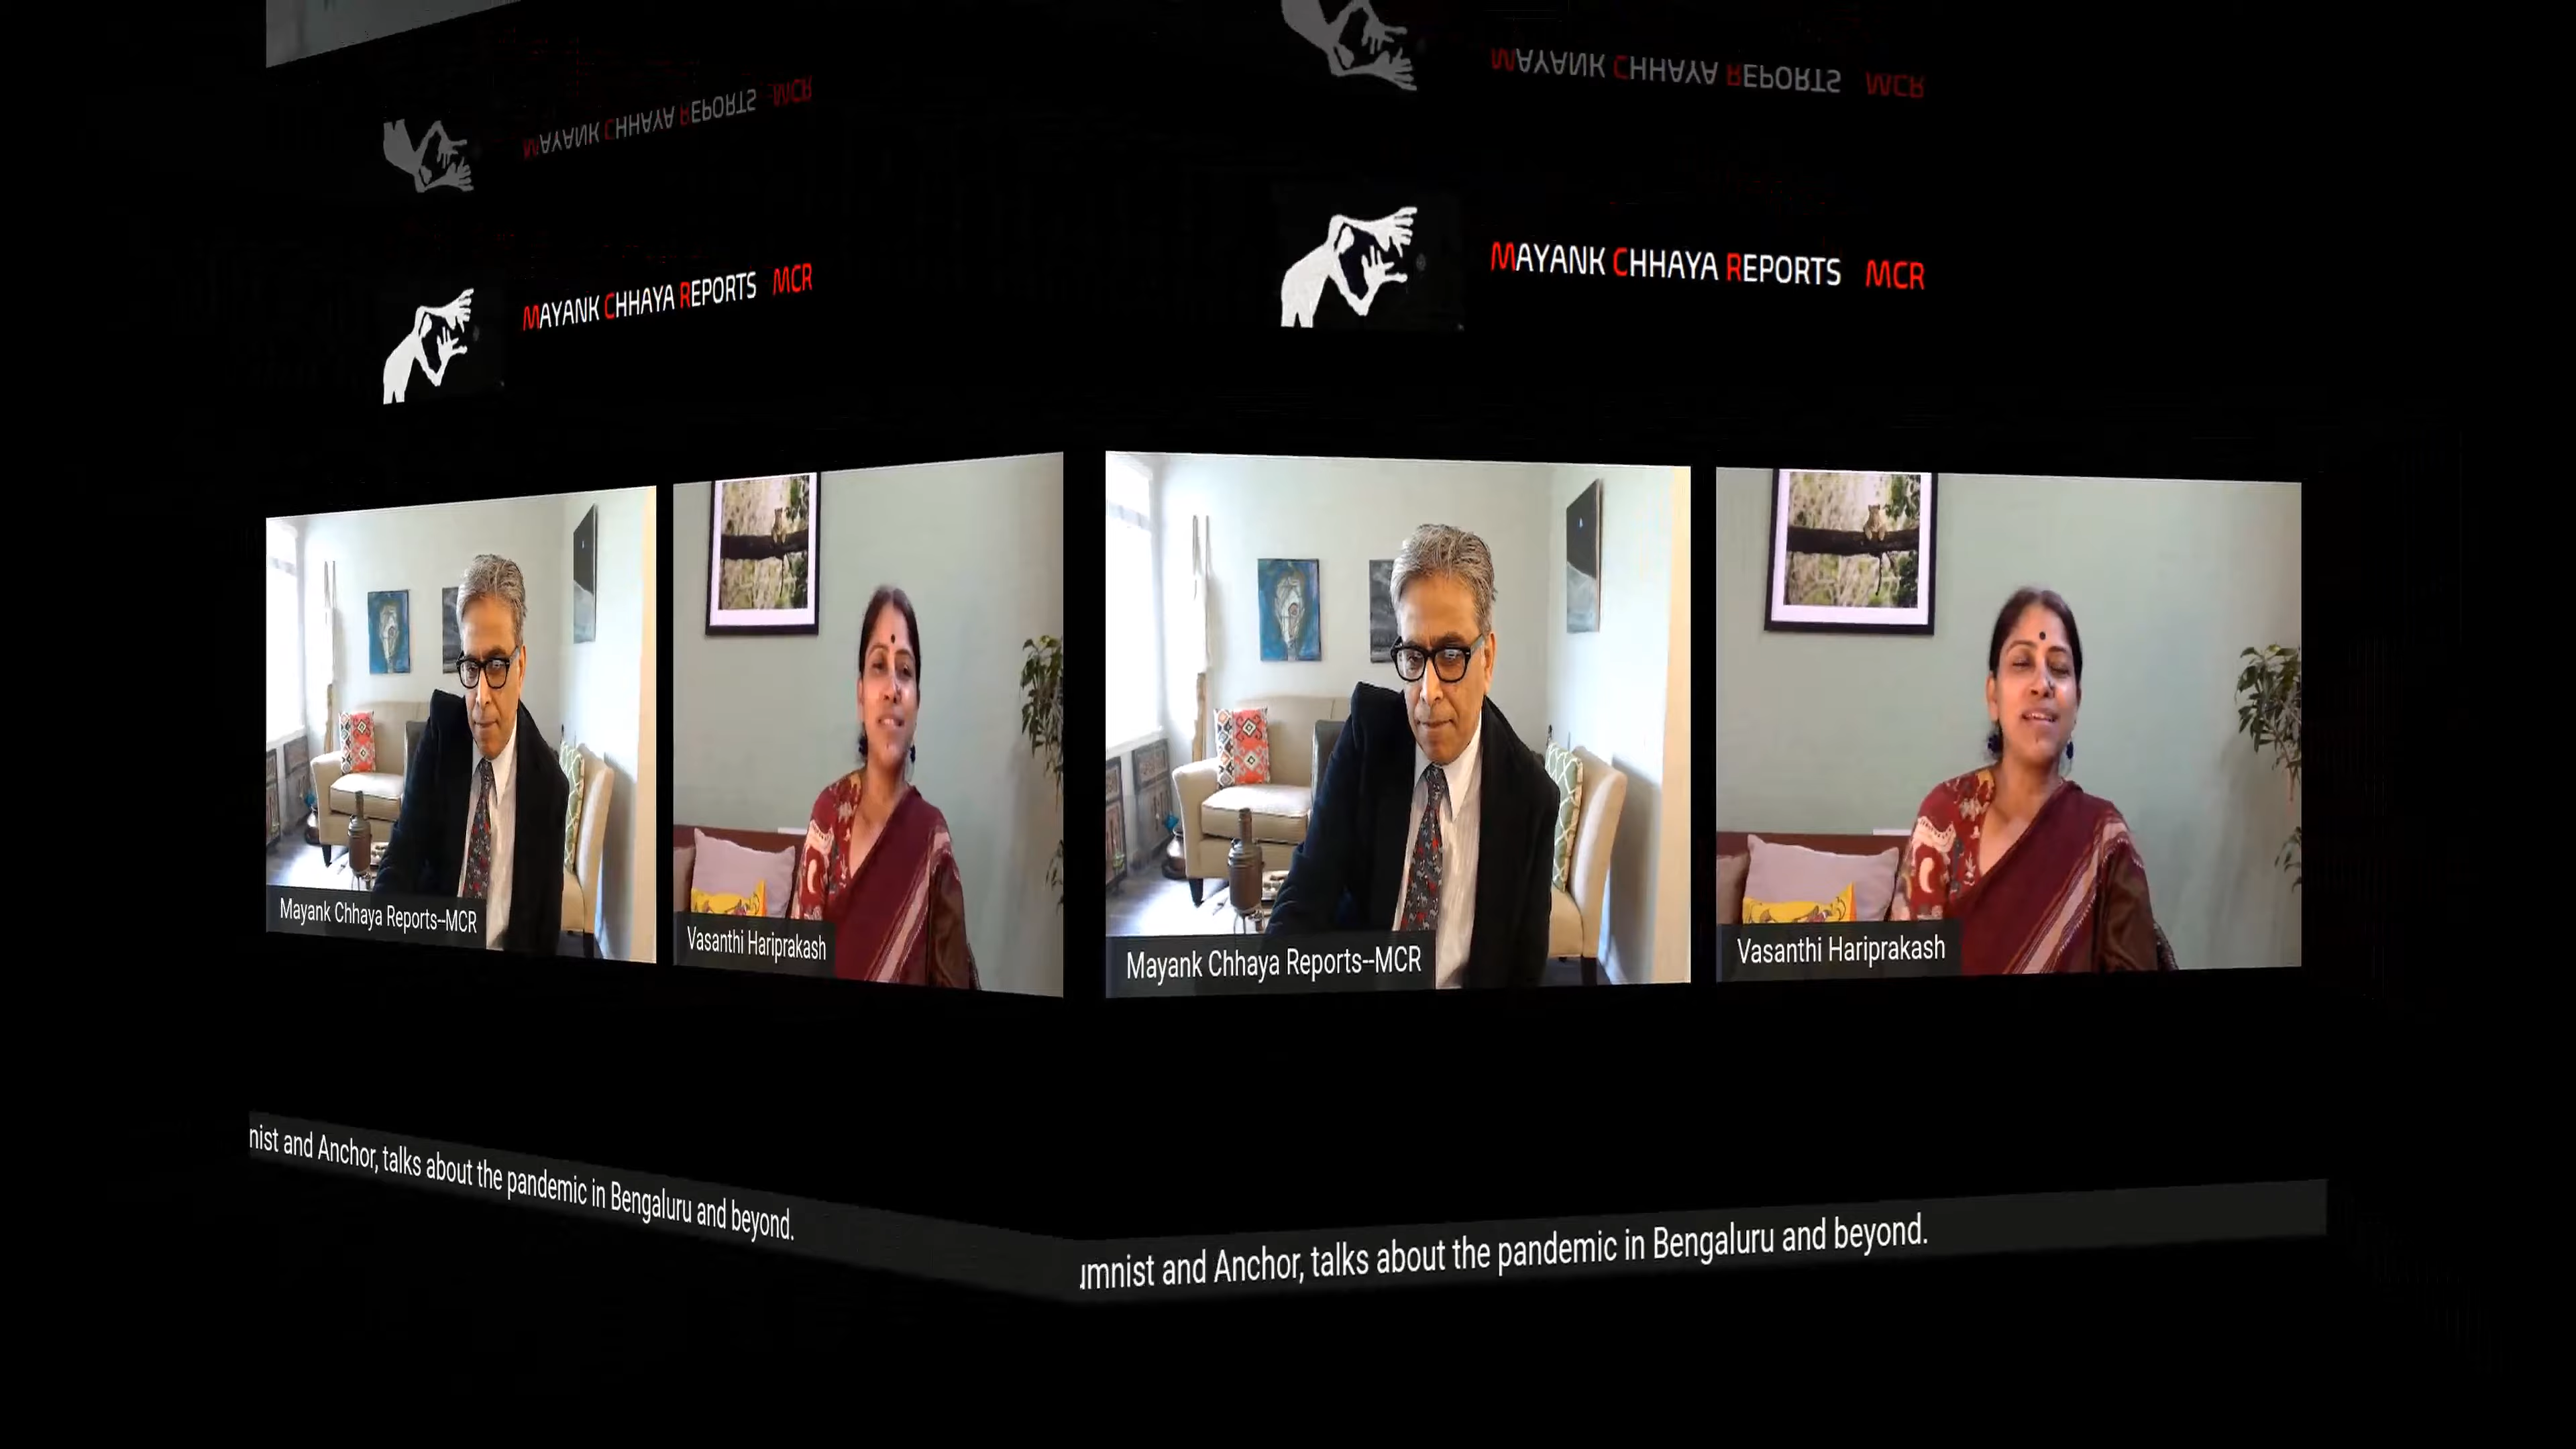 MAYANK CHHAYA REPORTS MCR
MAYANK CHHAYA REPORTS MCR
MAYANK CHHAYA REPORTS MCR
MAYANK CHHAYA REPORTS MCR
Mayank Chhaya Reports--MCR
Vasanthi Hariprakash
Mayank Chhaya Reports--MCR
Vasanthi Hariprakash
nist and Anchor, talks about the pandemic in Bengaluru and beyond.
mnist and Anchor, talks about the pandemic in Bengaluru and beyond.